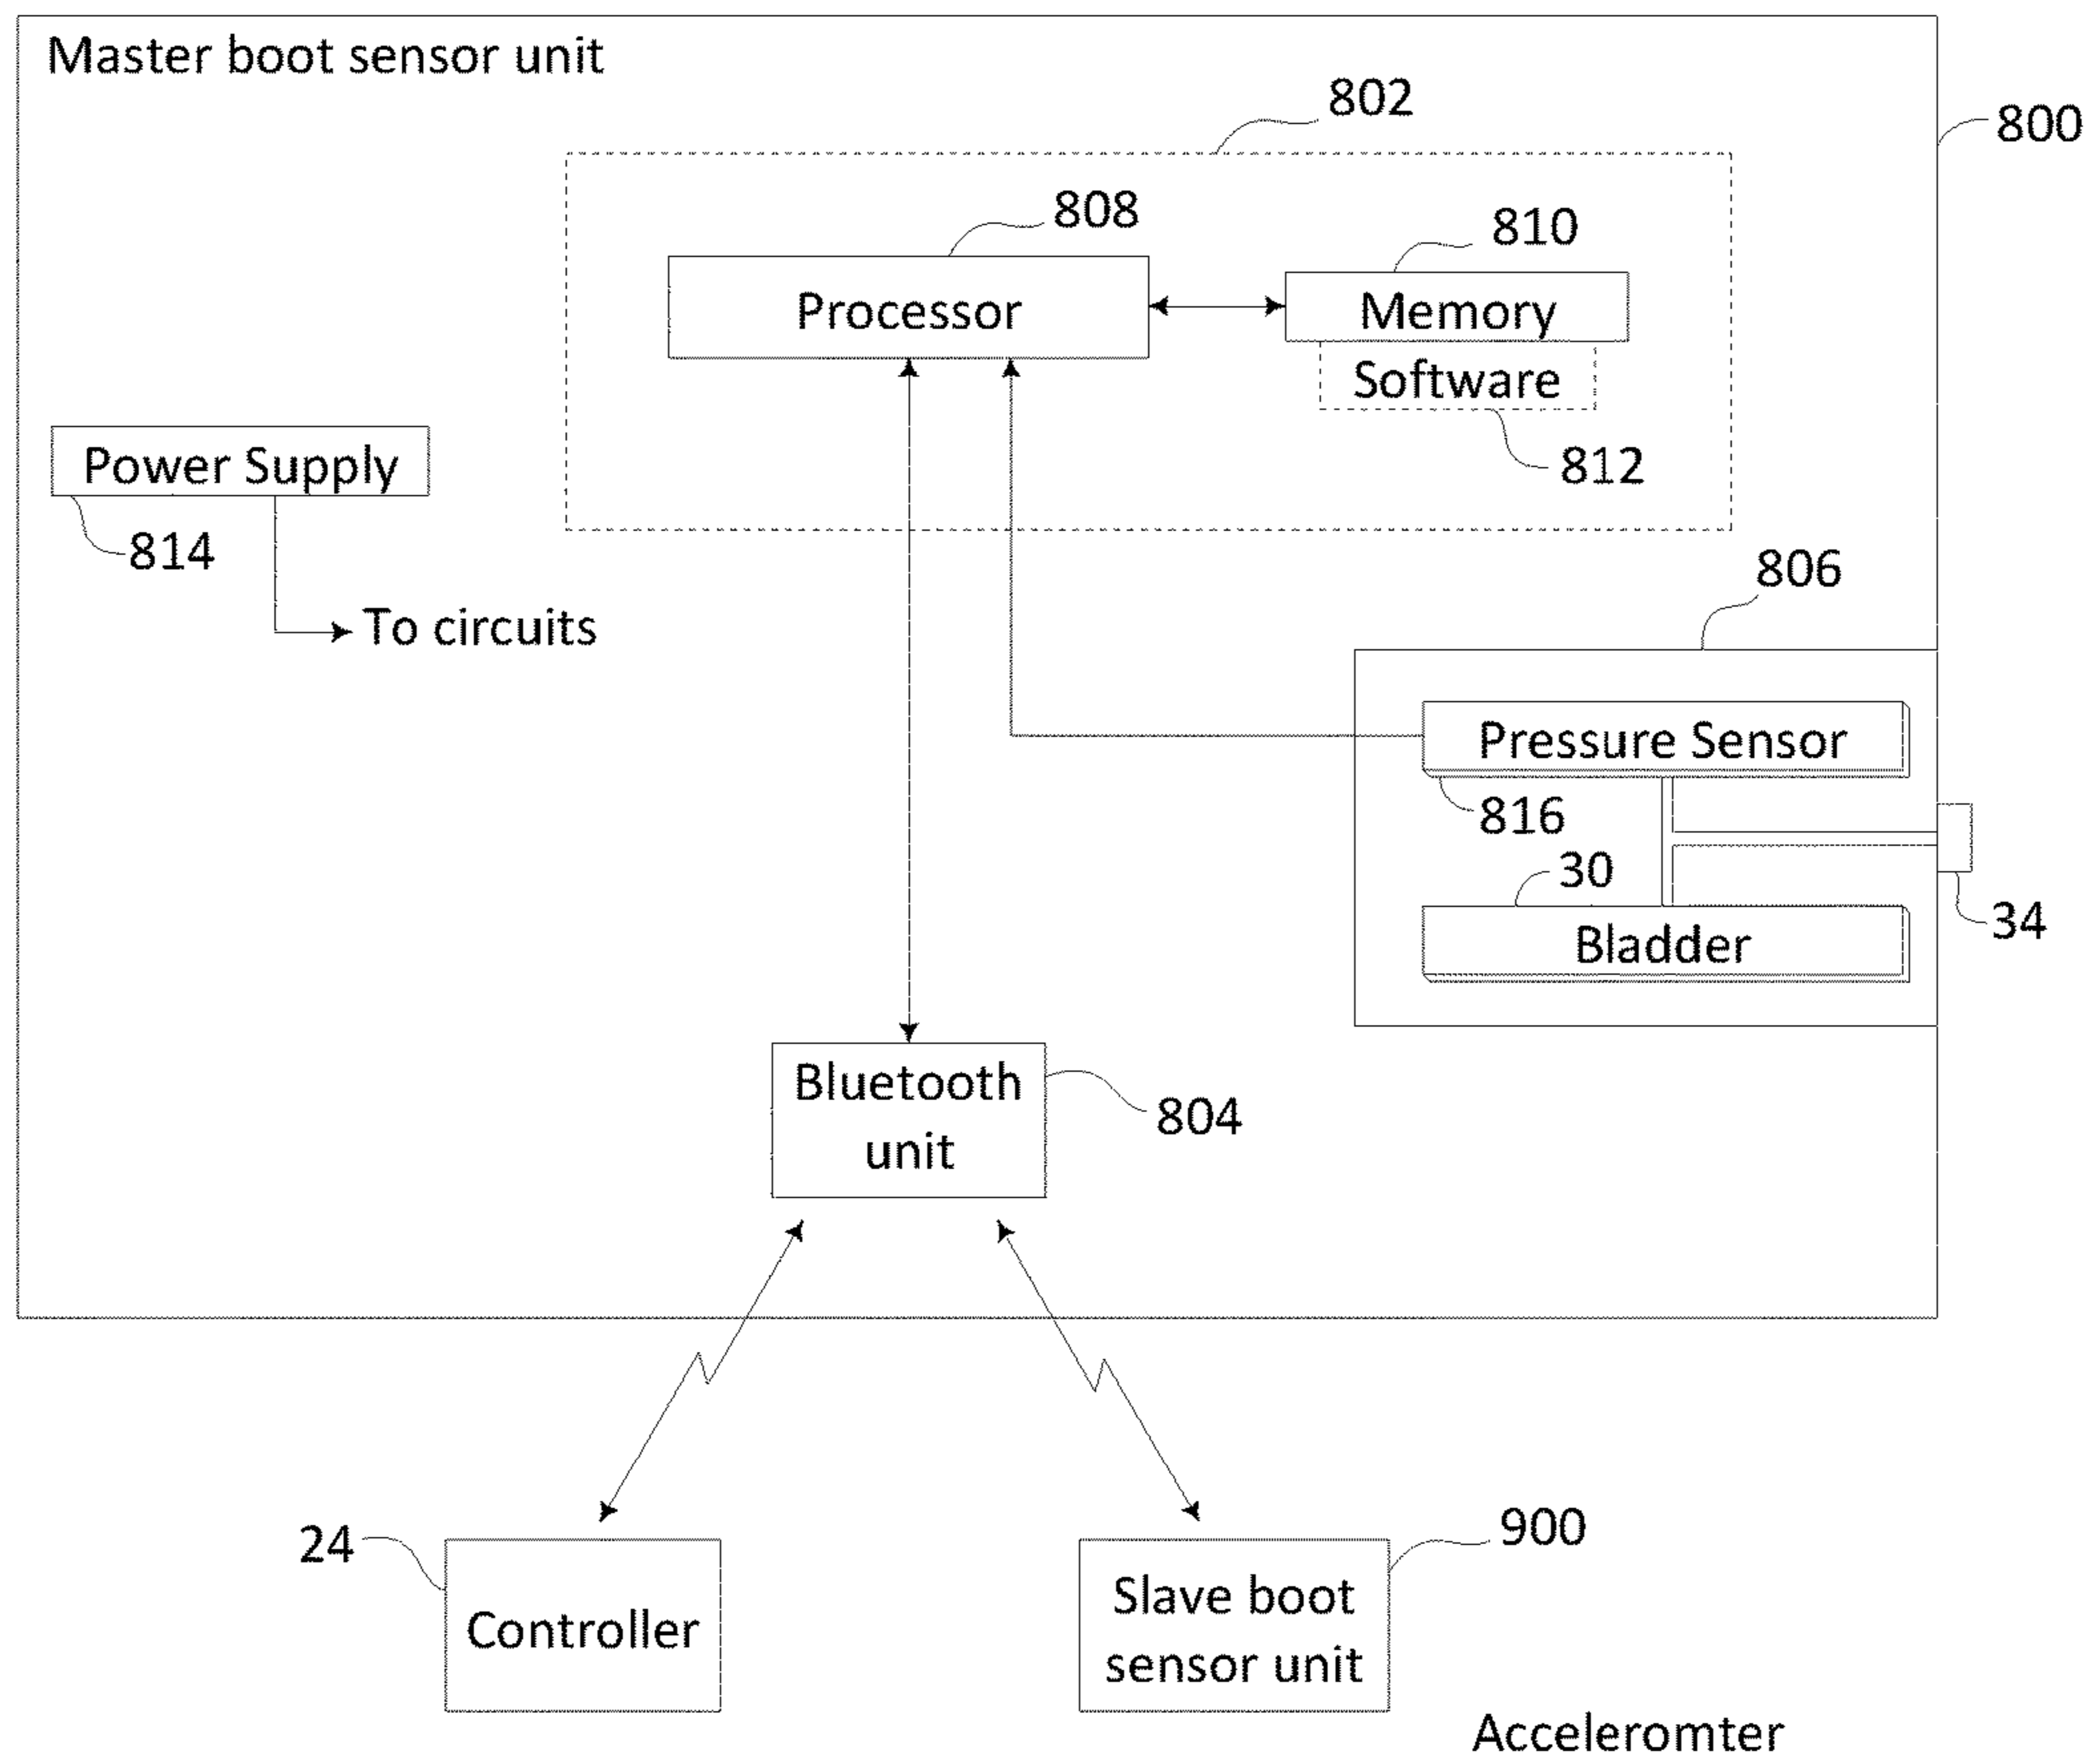 Master boot sensor unit
802
800
808
810
Processor
Memory
Software
812
Power Supply
814
To circuits
806
Pressure Sensor
816
30
34
Bladder
Bluetooth
unit
804
24
Controller
900
Slave boot
sensor unit
Acceleromter